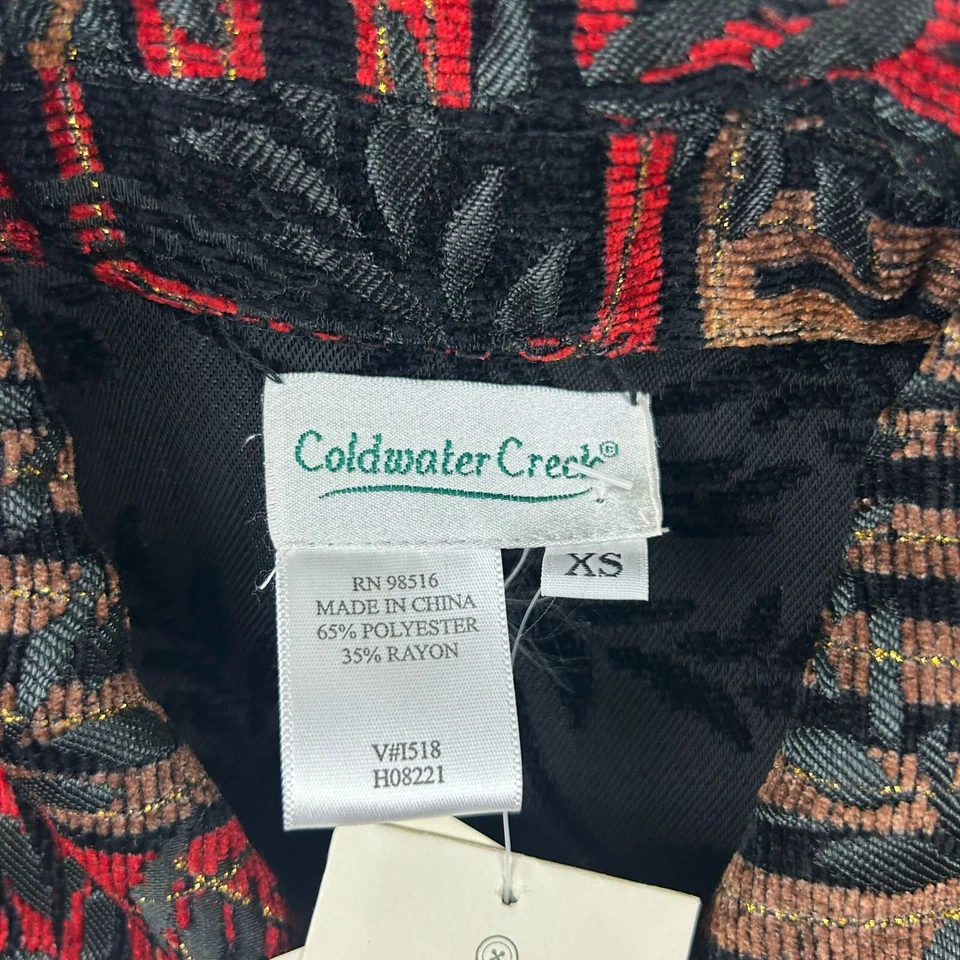 Coldwater Creek®
XS
RN 98516
MADE IN CHINA
65% POLYESTER
35% RAYON
V#I518
H08221